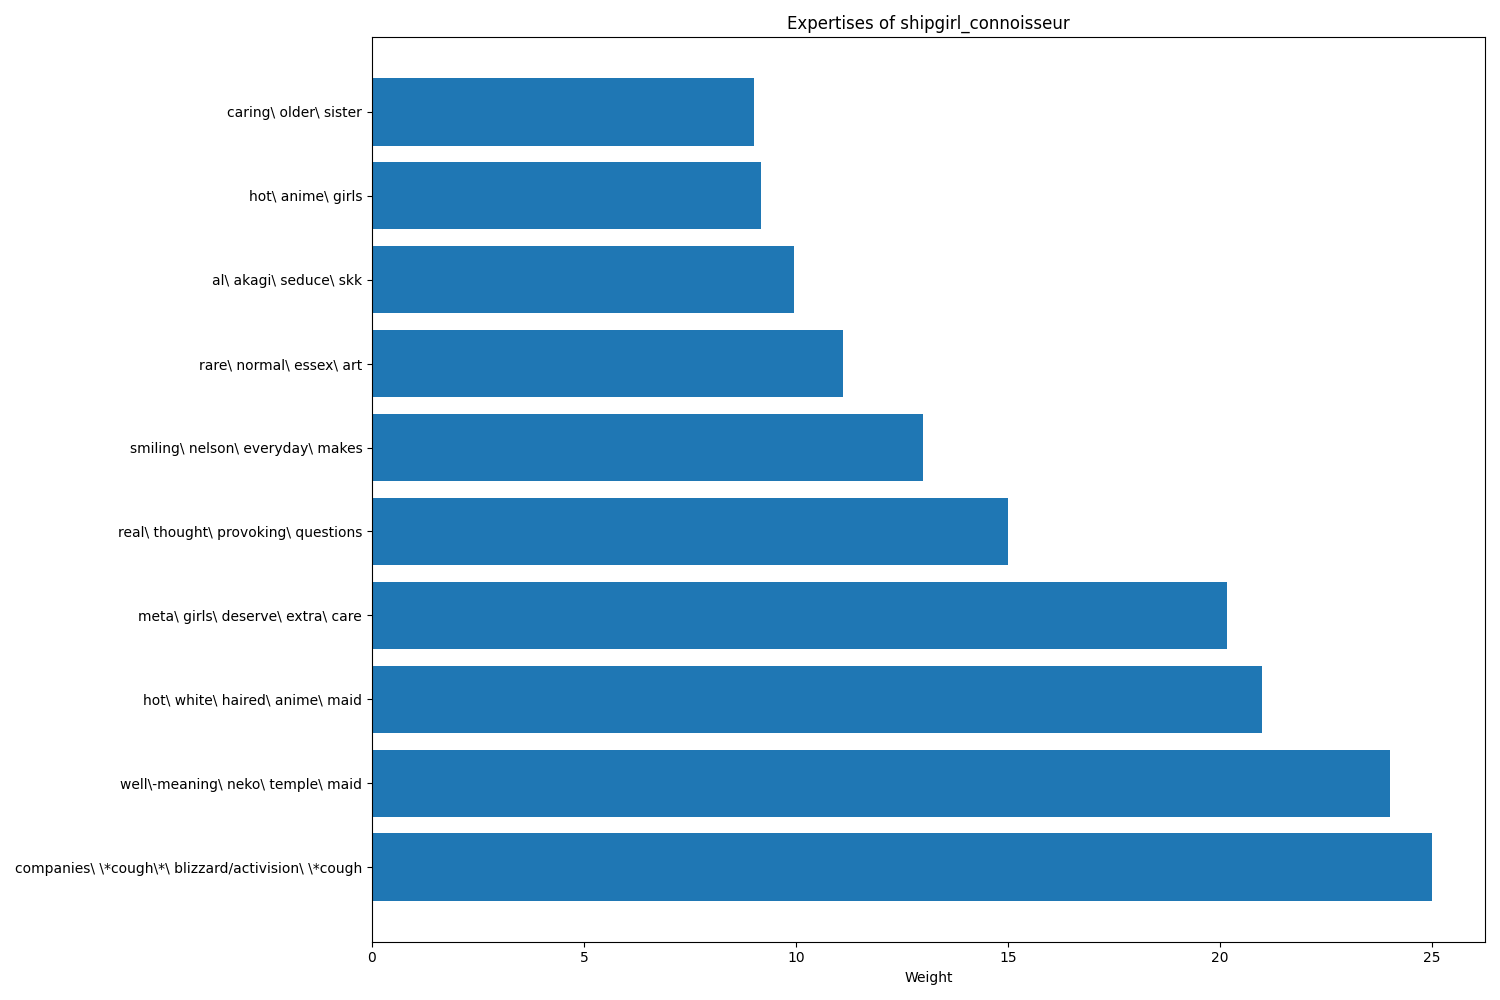 Expertises of shipgirl_connoisseur
caring\ older\ sister
hot\ anime\ girls
al\ akagi\ seduce\ skk
rare\ normal\ essex\ art
smiling\ nelson\ everyday\ makes
real\ thought\ provoking\ questions
meta\ girls\ deserve\ extra\ care
hot\ white\ haired\ anime\ maid
well\-meaning\ neko\ temple\ maid
companies\ \*cough\*\ blizzard/activision\ \*cough
0 5 10 15 20 25
Weight